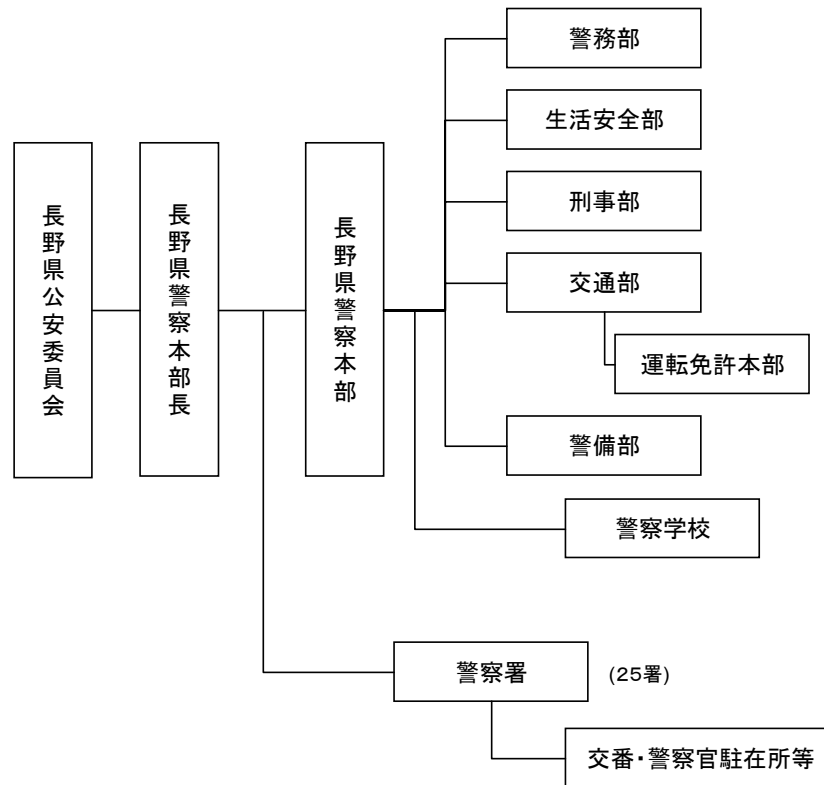 長野県公安委員会
長野県警察本部長
長野県警察本部
警務部
生活安全部
刑事部
交通部
運転免許本部
警備部
警察学校
警察署
(25署)
交番・警察官駐在所等